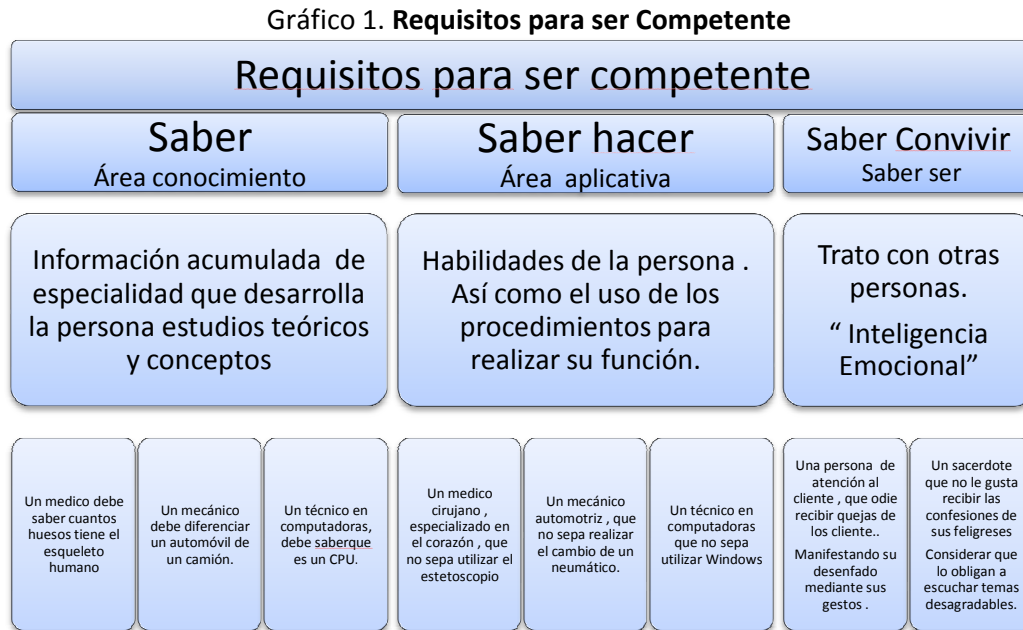 Gráfico 1. Requisitos para ser Competente
Requisitos para ser competente
Saber
Área conocimiento
Saber hacer
Área aplicativa
Saber Convivir
Saber ser
Información acumulada de
especialidad que desarrolla
la persona estudios teóricos
y conceptos
Habilidades de la persona .
Así como el uso de los
procedimientos para
realizar su función.
Trato con otras
personas.
“ Inteligencia
Emocional”
Un medico debe
saber cuantos
huesos tiene el
esqueleto
humano
Un mecánico
debe diferenciar
un automóvil de
un camión.
Un técnico en
computadoras,
debe saberque
es un CPU.
Un medico
cirujano ,
especializado en
el corazón , que
no sepa utilizar el
estetoscopio
Un mecánico
automotriz , que
no sepa realizar
el cambio de un
neumático.
Un técnico en
computadoras
que no sepa
utilizar Windows
Una persona de
atención al
cliente , que odie
recibir quejas de
los cliente..
Manifestando su
desenfado
mediante sus
gestos .
Un sacerdote
que no le gusta
recibir las
confesiones de
sus feligreses
Considerar que
lo obligan a
escuchar temas
desagradables.